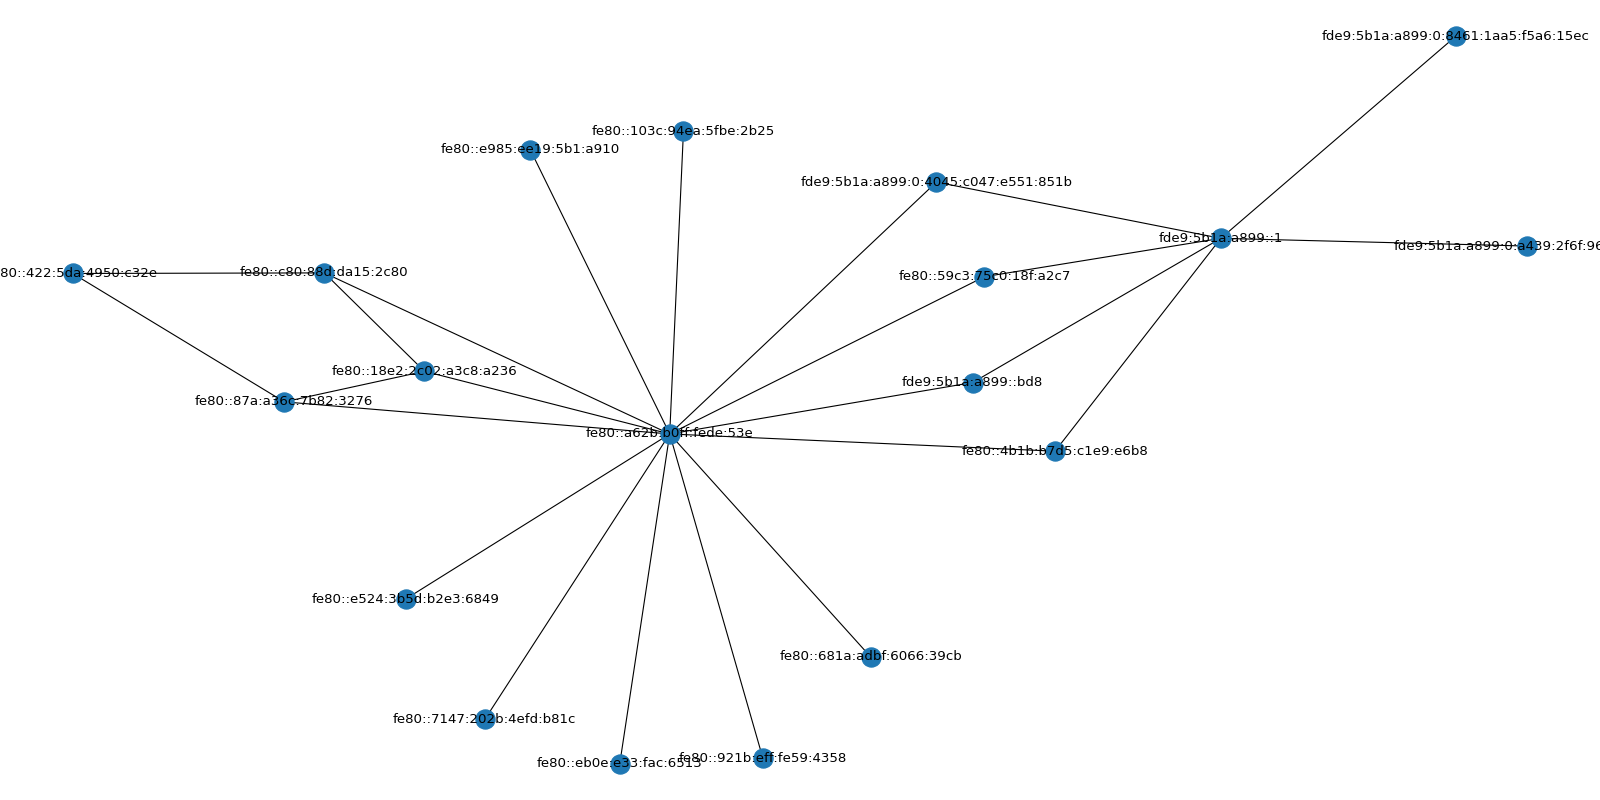 fde9:5b1a:a899:0:8461:1aa5:f5a6:15ec
fe80::103c:94ea:5fbe:2b25
fe80::e985:ee19:5b1:a910
fde9:5b1a:a899:0:4045:c047:e551:851b
fde9:5b1a:a899::1
fde9:5b1a:a899:0:a439:2f6f:96
80::422:5da:4950:c32e
fe80::c80:88d:da15:2c80
fe80::59c3:75c0:18f:a2c7
fe80::18e2:2c02:a3c8:a236
fde9:5b1a:a899::bd8
fe80::87a:a36c:7b82:3276
fe80::a62b:b0ff:fede:53e
fe80::4b1b:b7d5:c1e9:e6b8
fe80::e524:3b5d:b2e3:6849
fe80::681a:adbf:6066:39cb
fe80::7147:202b:4efd:b81c
fe80::eb0e:e33:fac:6513
fe80::921b:eff:fe59:4358